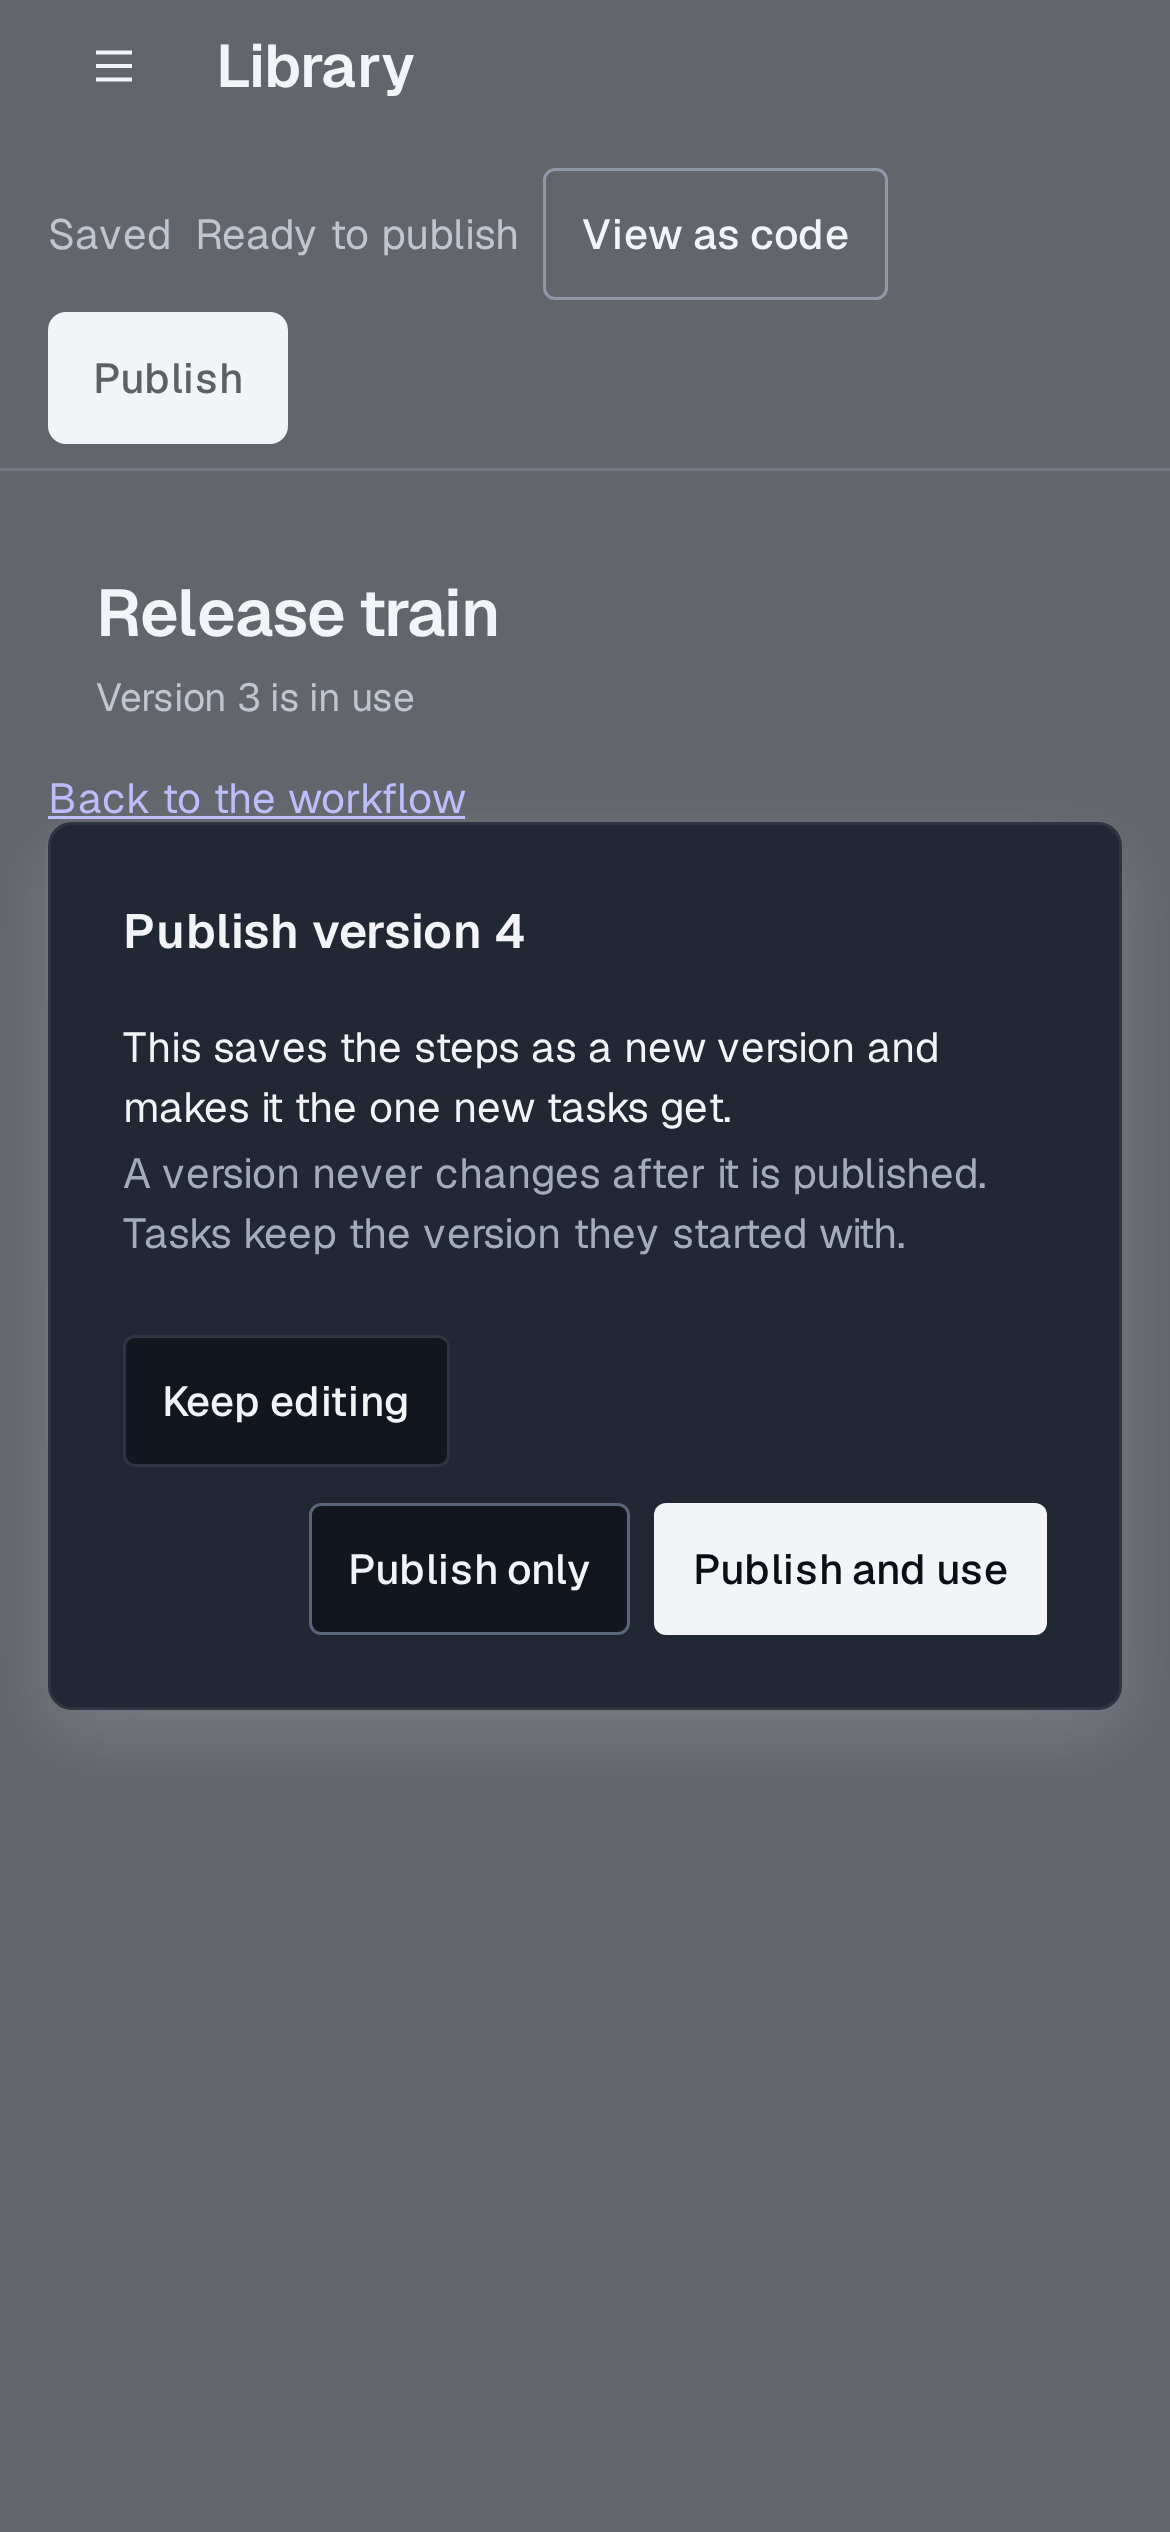 Library
Saved Ready to publish View as code
Publish
Release train
Version 3 is in use
Back to the workflow
Publish version 4
This saves the steps as a new version and
makes it the one new tasks get.
A version never changes after it is published.
Tasks keep the version they started with.
Keep editing
Publish only Publish and use